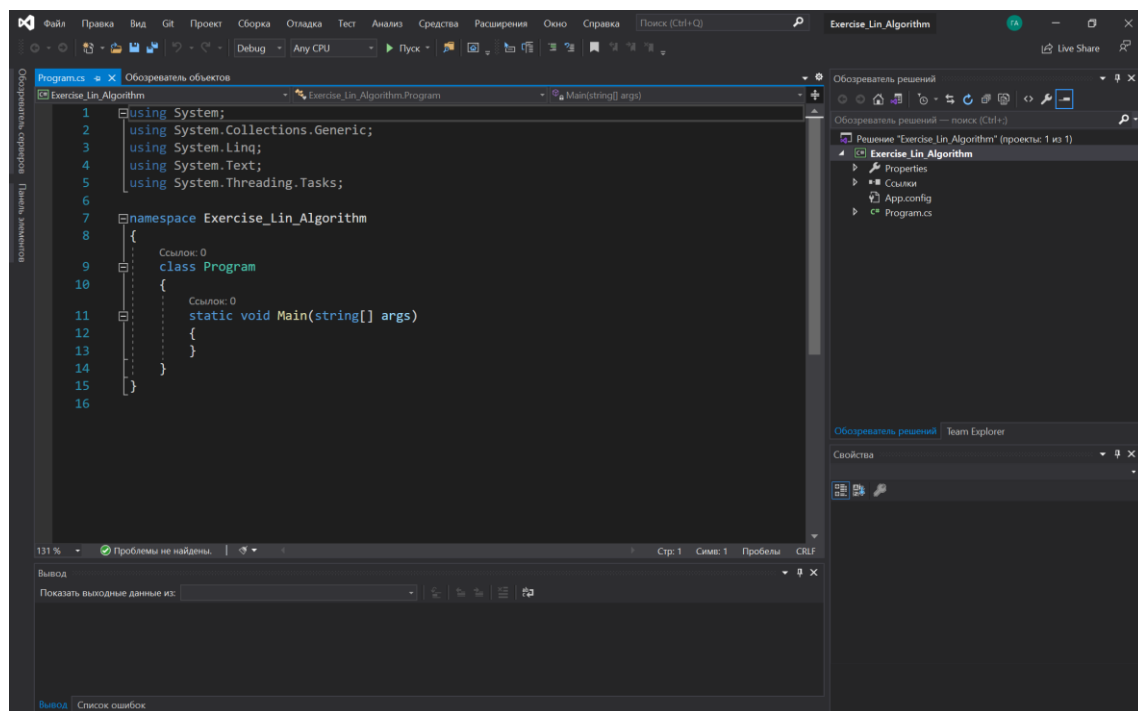 Файл Правка Вид Git Проект Сборка Отладка Тест Анализ Средства Расширения Окно Справка Поиск (Ctrl+Q) Exercise_Lin_Algorithm ГА
Debug Any CPU Пуск Live Share
Обозреватель серверов
Панель элементов
Program.cs Обозреватель объектов
Exercise_Lin_Algorithm Exercise_Lin_Algorithm.Program Main(string[] args)
1 using System;
2 using System.Collections.Generic;
3 using System.Linq;
4 using System.Text;
5 using System.Threading.Tasks;
6
7 namespace Exercise_Lin_Algorithm
8 {
Ссылок: 0
9 class Program
10 {
Ссылок: 0
11 static void Main(string[] args)
12 {
13 }
14 }
15 }
16
131 % Проблемы не найдены. Стр: 1 Симв: 1 Пробелы CRLF
Вывод
Показать выходные данные из:
Вывод Список ошибок
Обозреватель решений
Обозреватель решений — поиск (Ctrl+;)
Решение "Exercise_Lin_Algorithm" (проекты: 1 из 1)
Exercise_Lin_Algorithm
Properties
Ссылки
App.config
C# Program.cs
Обозреватель решений Team Explorer
Свойства